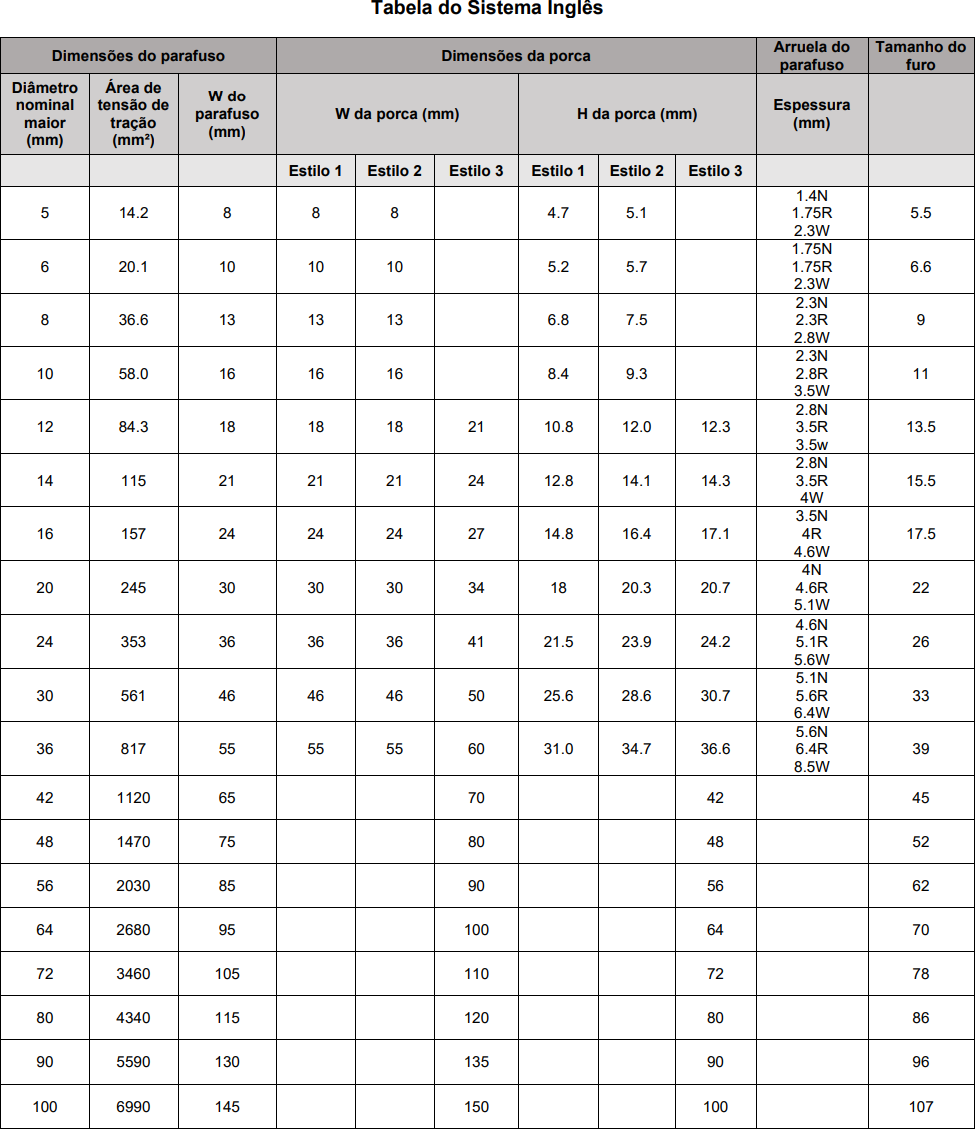 Tabela do Sistema Inglês
Dimensões do parafuso Dimensões da porca Arruela do parafuso Tamanho do furo
Diâmetro nominal maior (mm) Área de tensão de tração (mm²) W do parafuso (mm) W da porca (mm) H da porca (mm) Espessura (mm)
Estilo 1 Estilo 2 Estilo 3 Estilo 1 Estilo 2 Estilo 3
5 14.2 8 8 8 4.7 5.1 1.4N 1.75R 2.3W 5.5
6 20.1 10 10 10 5.2 5.7 1.75N 1.75R 2.3W 6.6
8 36.6 13 13 13 6.8 7.5 2.3N 2.3R 2.8W 9
10 58.0 16 16 16 8.4 9.3 2.3N 2.8R 3.5W 11
12 84.3 18 18 18 21 10.8 12.0 12.3 2.8N 3.5R 3.5w 13.5
14 115 21 21 21 24 12.8 14.1 14.3 2.8N 3.5R 4W 15.5
16 157 24 24 24 27 14.8 16.4 17.1 3.5N 4R 4.6W 17.5
20 245 30 30 30 34 18 20.3 20.7 4N 4.6R 5.1W 22
24 353 36 36 36 41 21.5 23.9 24.2 4.6N 5.1R 5.6W 26
30 561 46 46 46 50 25.6 28.6 30.7 5.1N 5.6R 6.4W 33
36 817 55 55 55 60 31.0 34.7 36.6 5.6N 6.4R 8.5W 39
42 1120 65 70 42 45
48 1470 75 80 48 52
56 2030 85 90 56 62
64 2680 95 100 64 70
72 3460 105 110 72 78
80 4340 115 120 80 86
90 5590 130 135 90 96
100 6990 145 150 100 107